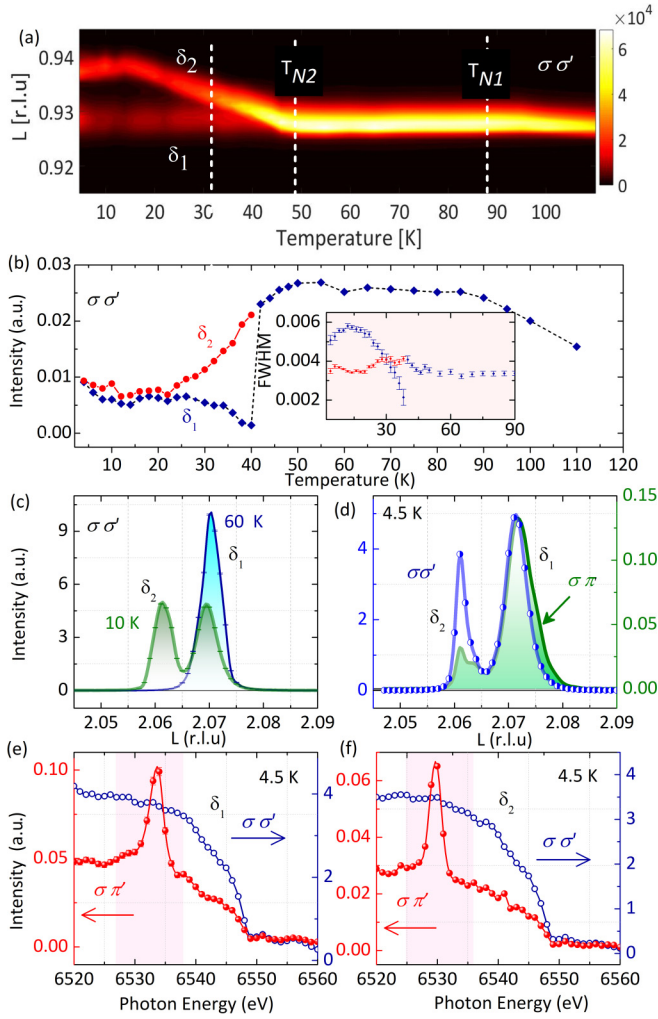 (a)
×10⁴
0.94
0.93
0.92
L [r.l.u]
δ₂
T_N2
T_N1
σ σ′
δ₁
6
4
2
0
10 20 30 40 50 60 70 80 90 100
Temperature [K]
(b)
0.03
0.02
0.01
0.00
Intensity (a.u.)
σ σ′
δ₂
δ₁
0.006
0.004
0.002
FWHM
30 60 90
10 20 30 40 50 60 70 80 90 100 110 120
Temperature (K)
(c)
σ σ′
60 K
δ₁
δ₂
10 K
9
6
3
0
Intensity (a.u.)
2.05 2.06 2.07 2.08 2.09
L (r.l.u)
(d)
4.5 K
δ₁
σσ′
σ π
δ₂
4
2
0
0.15
0.10
0.05
0.00
2.05 2.06 2.07 2.08 2.09
L (r.l.u)
(e)
4.5 K
δ₁
σ σ′
σ π′
0.10
0.05
0.00
Intensity (a.u.)
4
2
0
6520 6530 6540 6550 6560
Photon Energy (eV)
(f)
4.5 K
δ₂
σ σ′
σ π′
0.06
0.04
0.02
0.00
4
3
2
1
0
6520 6530 6540 6550 6560
Photon Energy (eV)